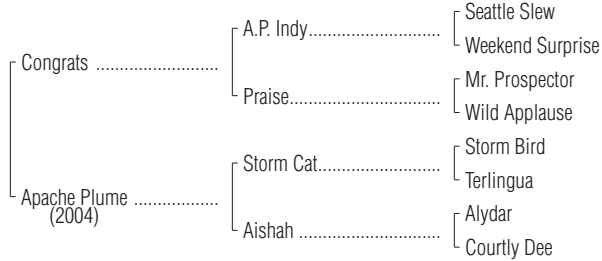 Seattle Slew
A.P. Indy..................................
Weekend Surprise
Congrats ................................
Mr. Prospector
Praise.......................................
Wild Applause
Storm Bird
Storm Cat................................
Terlingua
Apache Plume ......................
(2004)
Alydar
Aishah .....................................
Courtly Dee